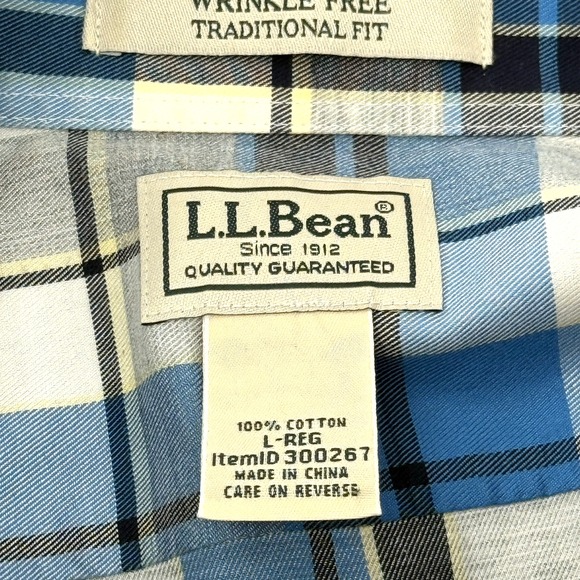 WRINKLE FREE
TRADITIONAL FIT
L.L.Bean®
Since 1912
QUALITY GUARANTEED
100% COTTON
L-REG
ItemID 300267
MADE IN CHINA
CARE ON REVERSE